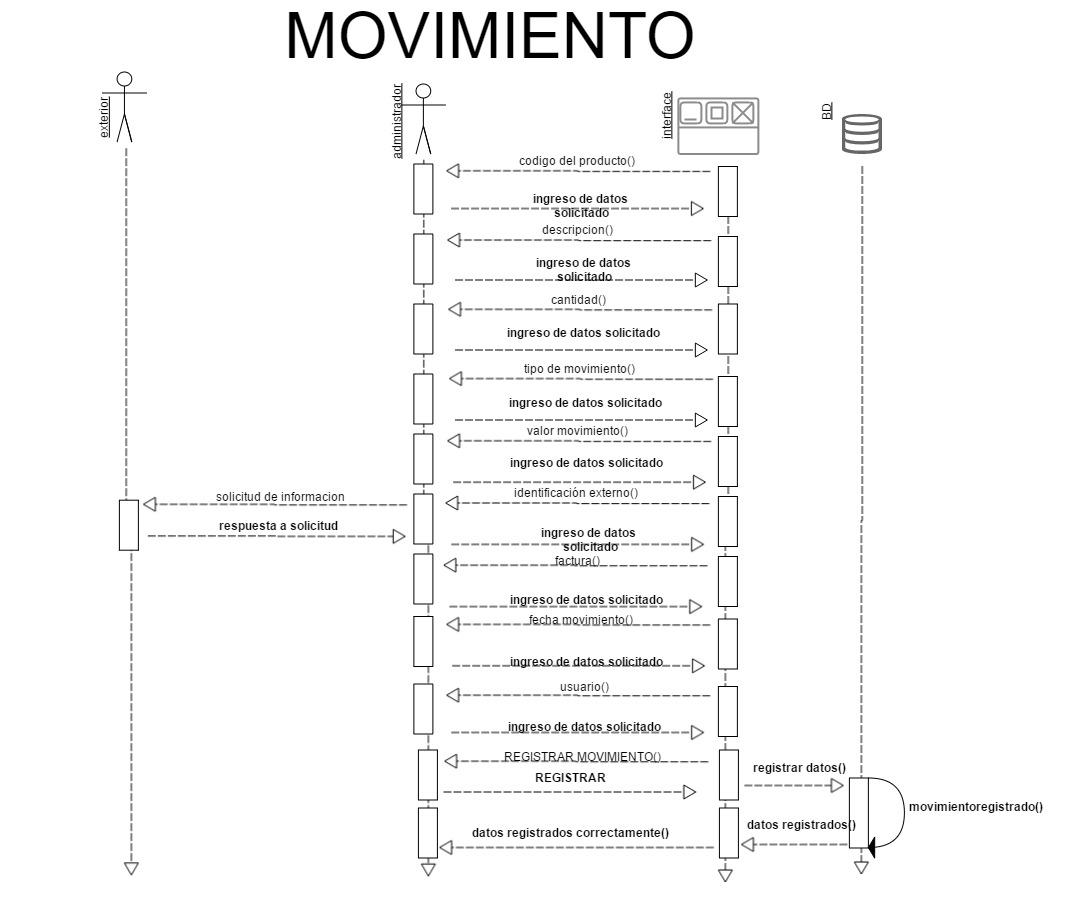 MOVIMIENTO
exterior
administrador
interface
BD
codigo del producto()
ingreso de datos
solicitado
descripcion()
ingreso de datos
solicitado
cantidad()
ingreso de datos solicitado
tipo de movimiento()
ingreso de datos solicitado
valor movimiento()
ingreso de datos solicitado
identificación externo()
solicitud de informacion
respuesta a solicitud
ingreso de datos
solicitado
factura()
ingreso de datos solicitado
fecha movimiento()
ingreso de datos solicitado
usuario()
ingreso de datos solicitado
REGISTRAR MOVIMIENTO()
registrar datos()
REGISTRAR
movimientoregistrado()
datos registrados()
datos registrados correctamente()